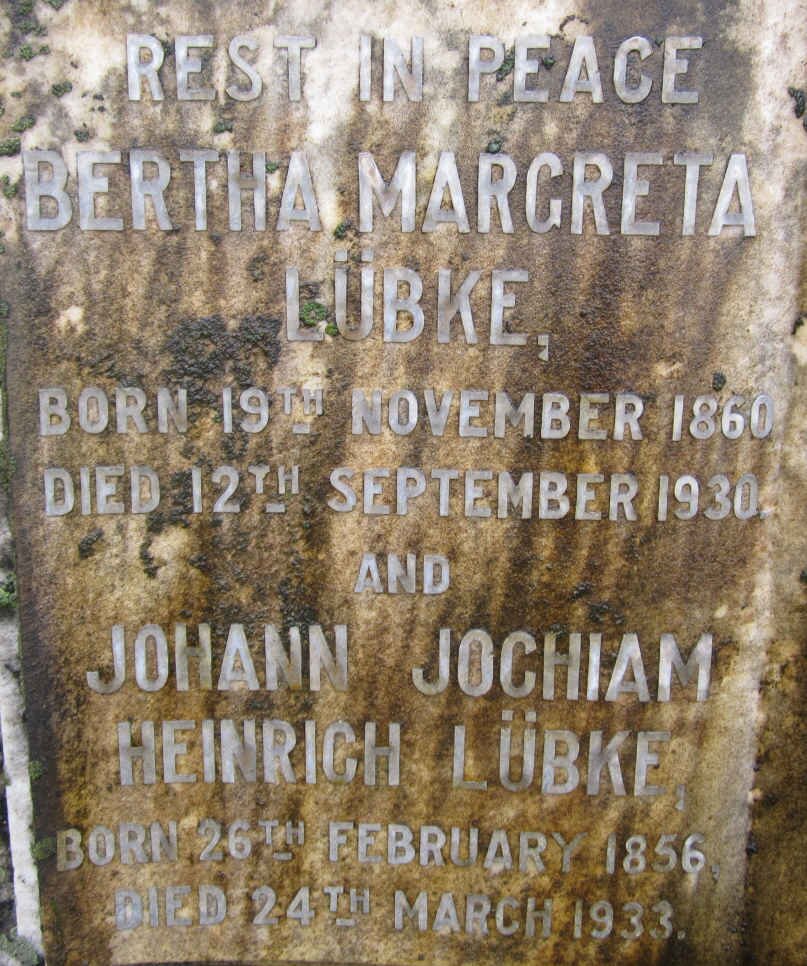 REST IN PEACE
BERTHA MARGRETA
LÜBKE,
BORN 19TH NOVEMBER 1860
DIED 12TH SEPTEMBER 1930.
AND
JOHANN JOCHIAM
HEINRICH LÜBKE,
BORN 26TH FEBRUARY 1856,
DIED 24TH MARCH 1933.